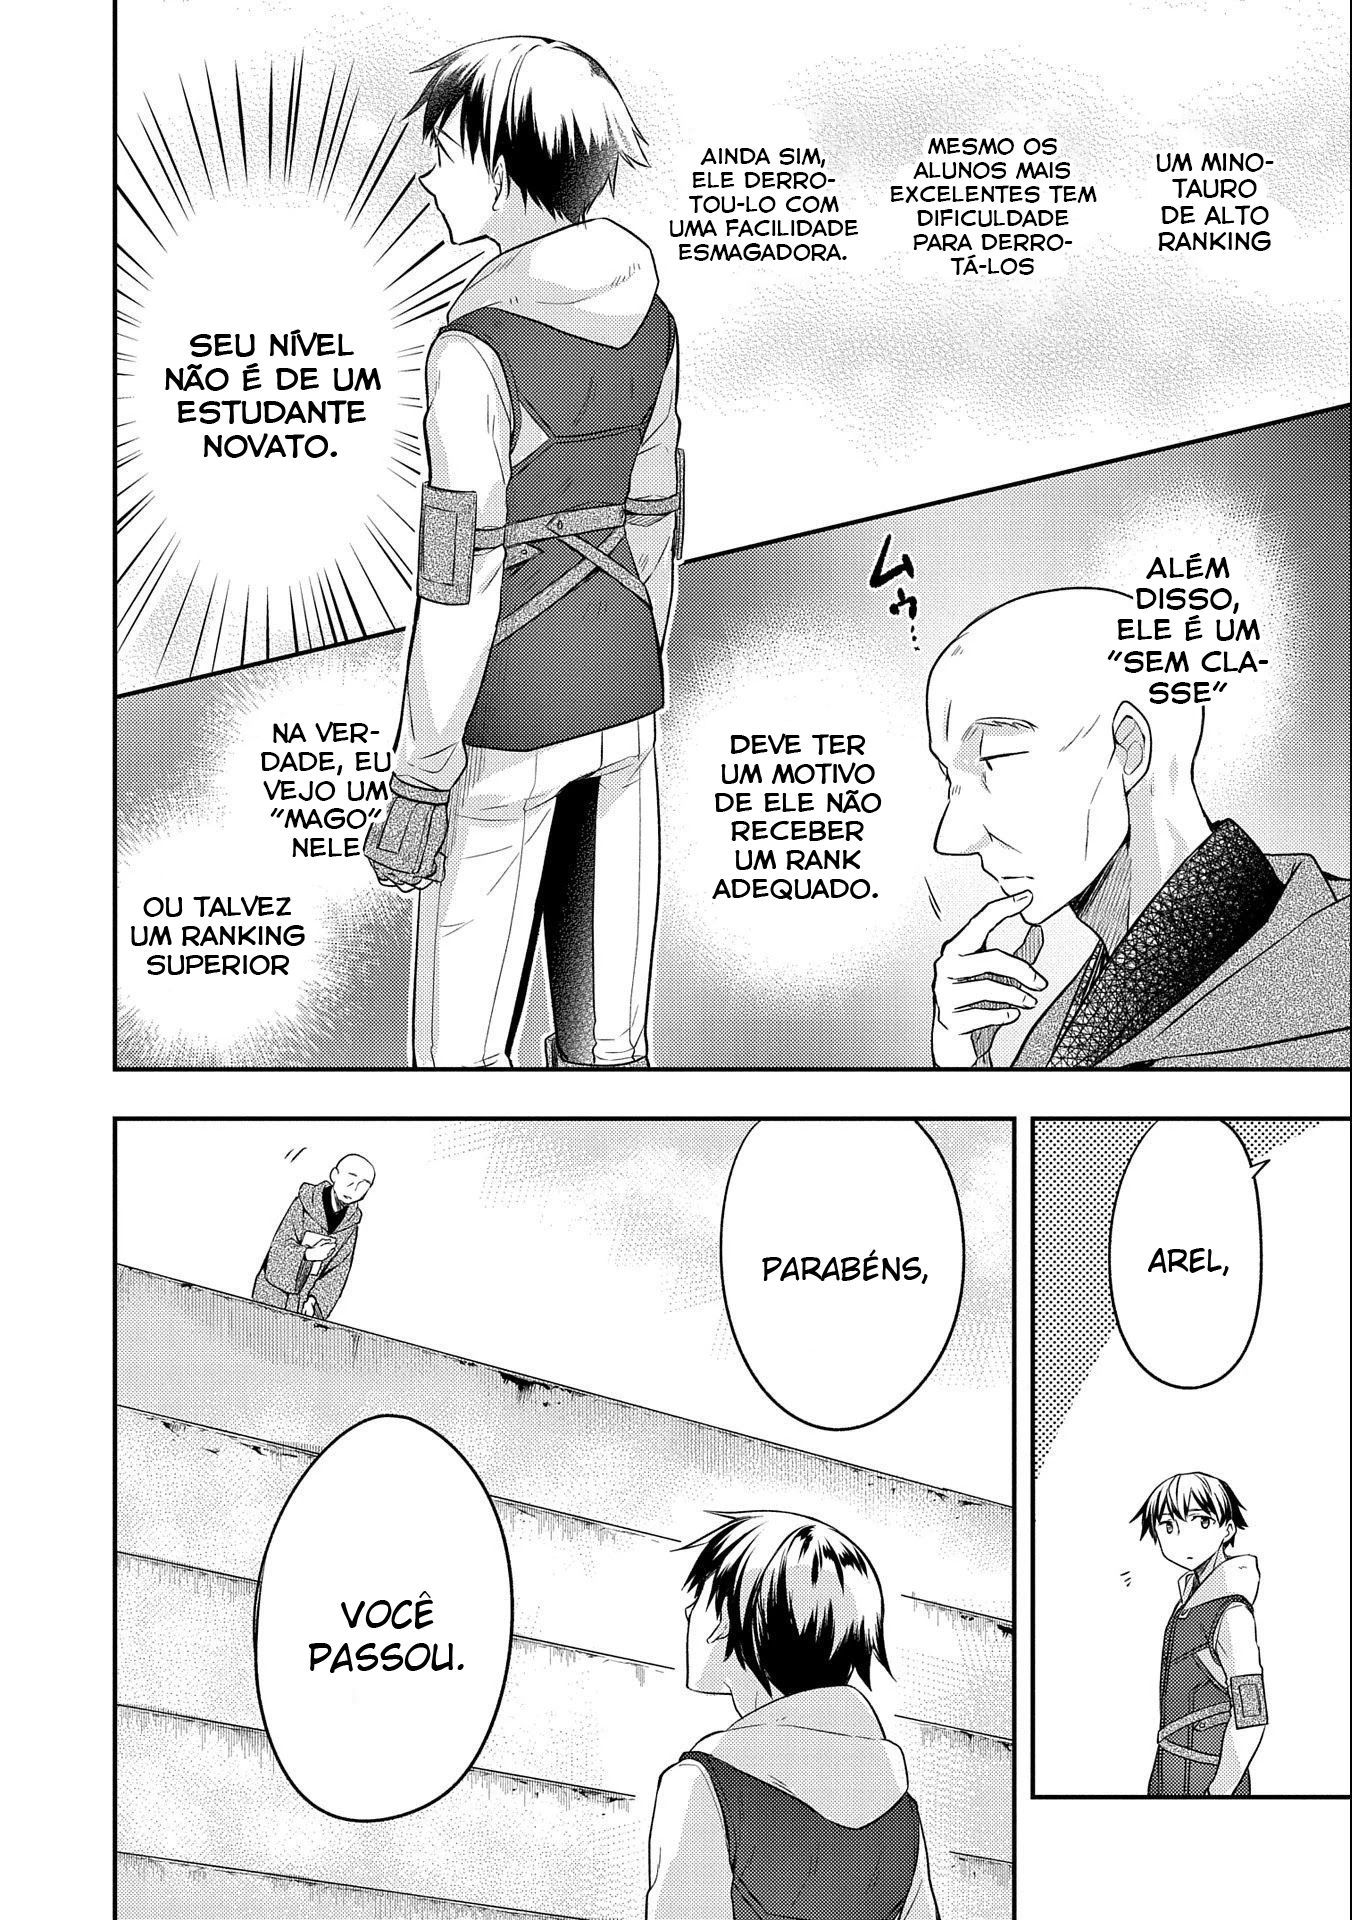 UM MINO-
TAURO
DE ALTO
RANKING
MESMO OS
ALUNOS MAIS
EXCELENTES TEM
DIFICULDADE
PARA DERRO-
TÁ-LOS
AINDA SIM,
ELE DERRO-
TOU-LO COM
UMA FACILIDADE
ESMAGADORA.
SEU NÍVEL
NÃO É DE UM
ESTUDANTE
NOVATO.
ALÉM
DISSO,
ELE É UM
"SEM CLA-
SSE"
ムゥ…
DEVE TER
UM MOTIVO
DE ELE NÃO
RECEBER
UM RANK
ADEQUADO.
NA VER-
DADE, EU
VEJO UM
"MAGO"
NELE
OU TALVEZ
UM RANKING
SUPERIOR
AREL,
PARABÉNS,
VOCÊ
PASSOU.